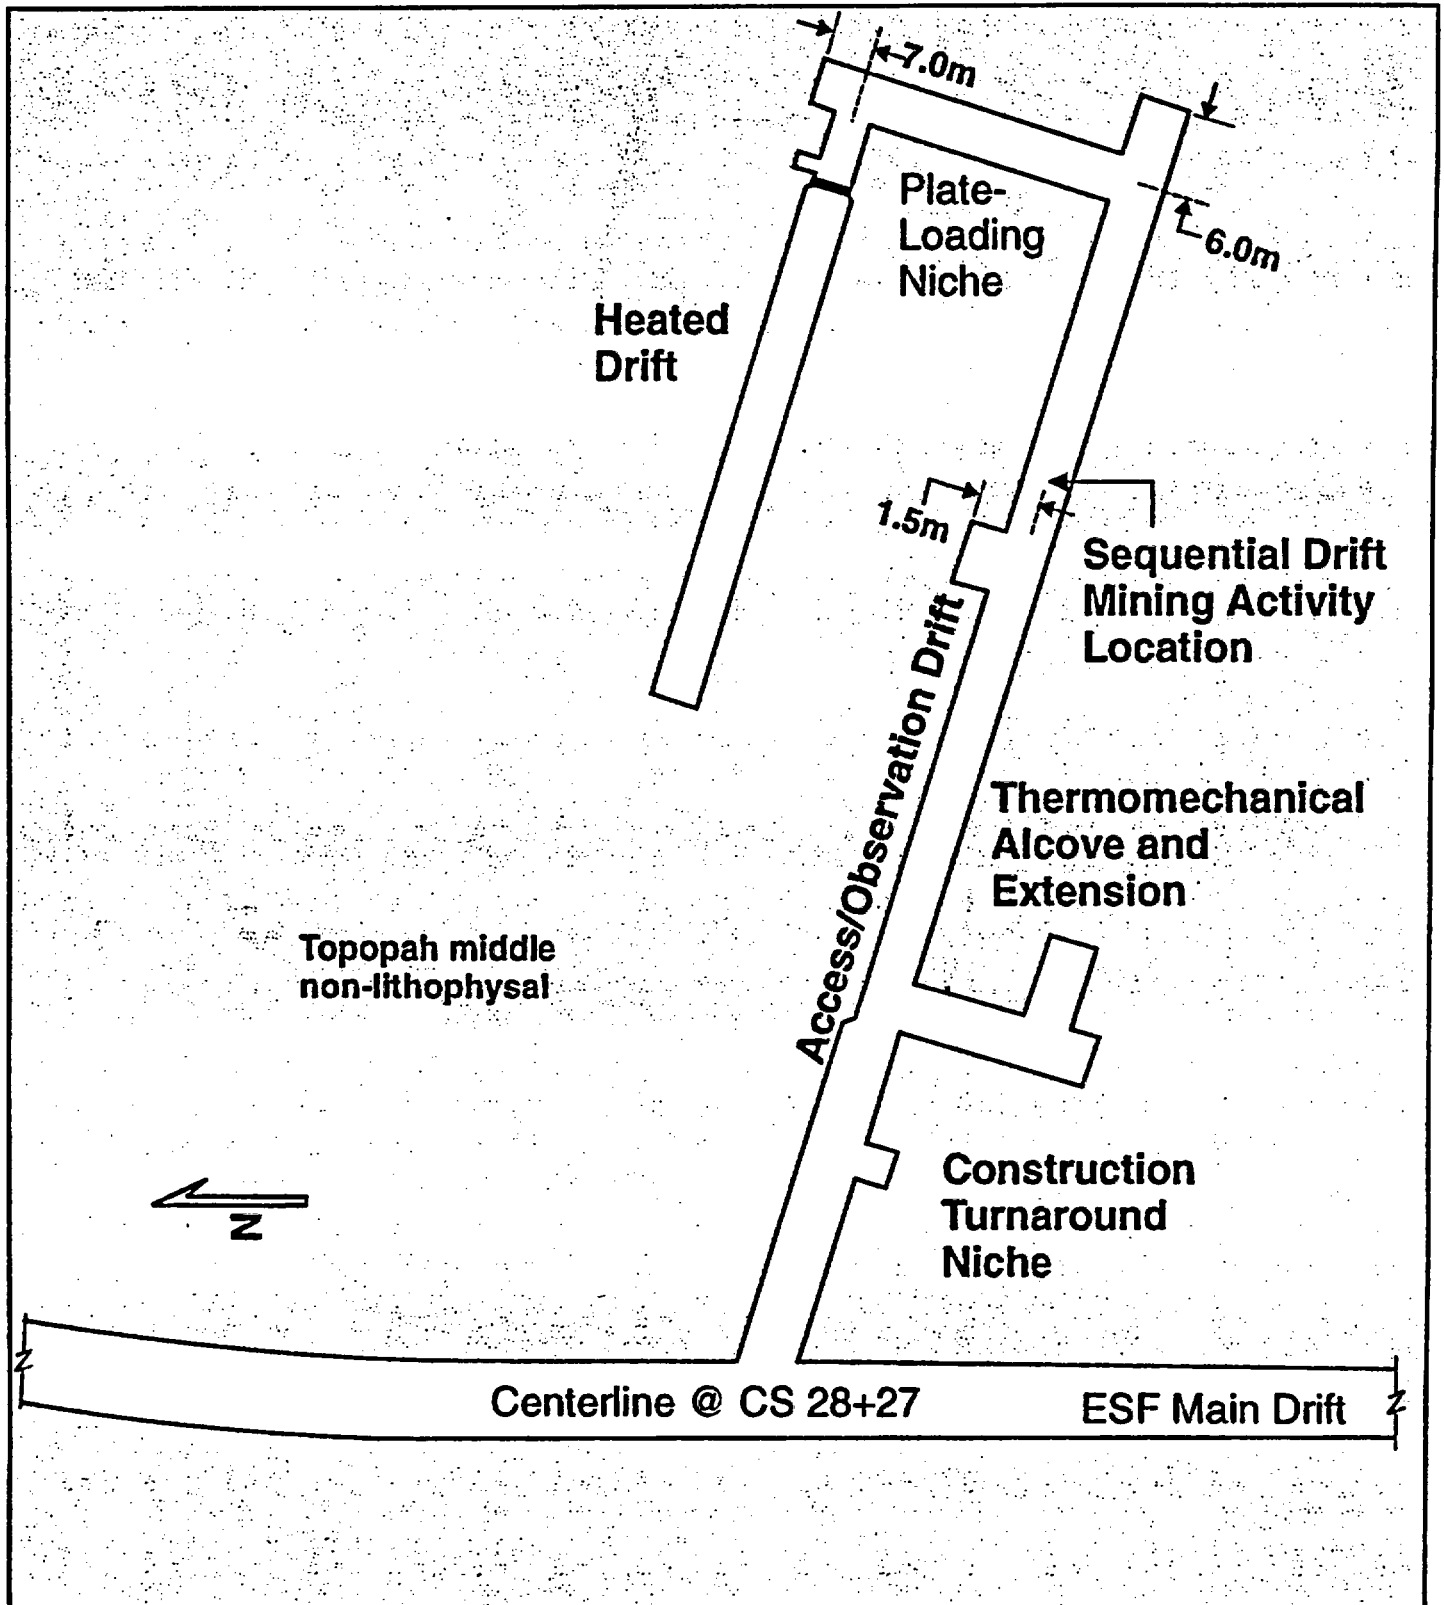 7.0m
Plate-
Loading
Niche
6.0m
Heated
Drift
1.5m
Sequential Drift
Mining Activity
Location
Access/Observation Drift
Thermomechanical
Alcove and
Extension
Topopah middle
non-lithophysal
Construction
Turnaround
Niche
N
Centerline @ CS 28+27
ESF Main Drift